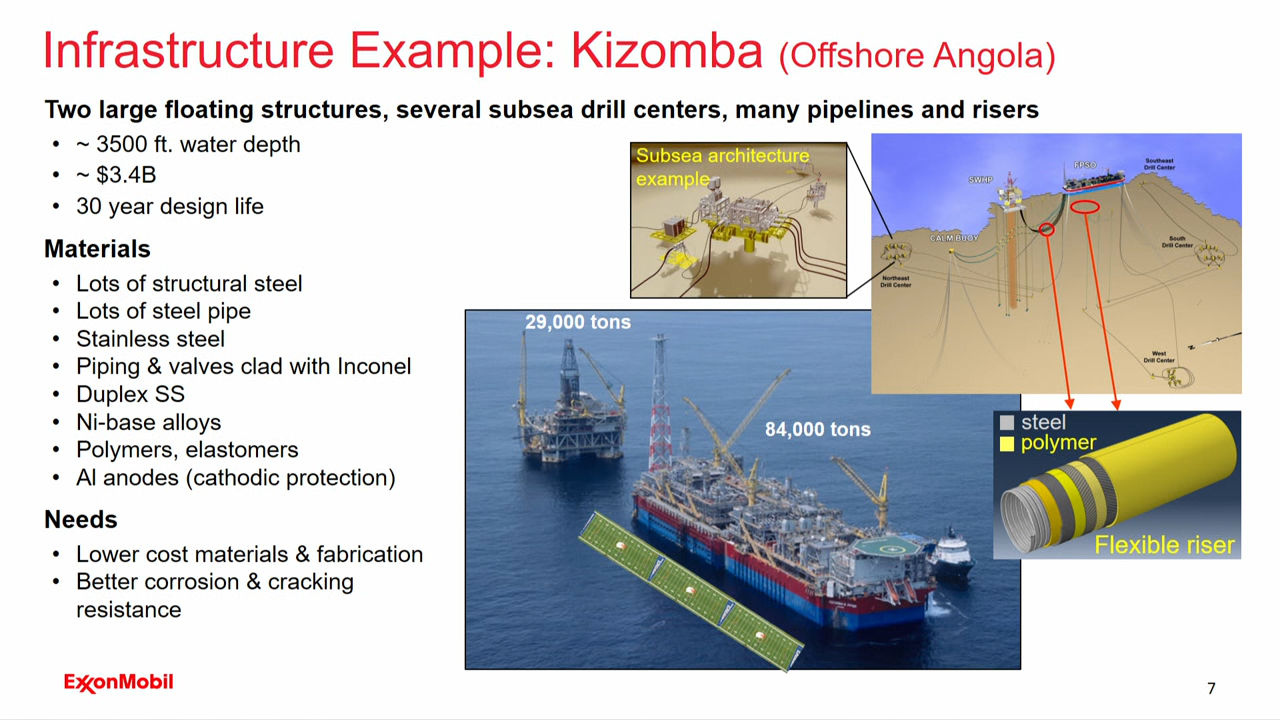 Infrastructure Example: Kizomba (Offshore Angola)
Two large floating structures, several subsea drill centers, many pipelines and risers
• ~ 3500 ft. water depth
• ~ $3.4B
• 30 year design life
Materials
• Lots of structural steel
• Lots of steel pipe
• Stainless steel
• Piping & valves clad with Inconel
• Duplex SS
• Ni-base alloys
• Polymers, elastomers
• Al anodes (cathodic protection)
Needs
• Lower cost materials & fabrication
• Better corrosion & cracking
resistance
Subsea architecture
example
FPSO
Southeast
Drill Center
SWHP
CALM BUOY
South
Drill Center
Northeast
Drill Center
West
Drill Center
N
29,000 tons
84,000 tons
steel
polymer
Flexible riser
ExxonMobil
7